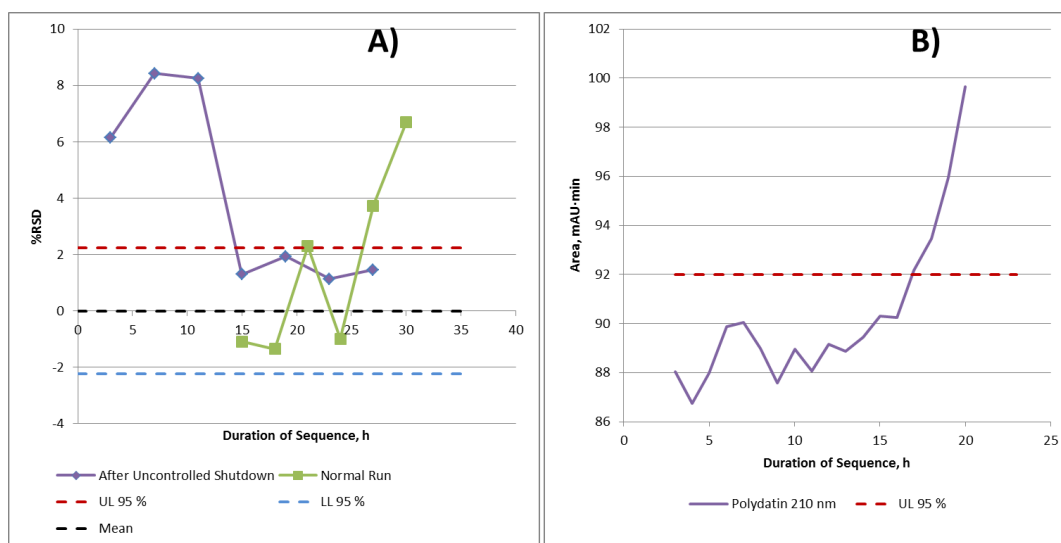 A)
10
8
6
4
2
0
-2
-4
%RSD
0 5 10 15 20 25 30 35 40
Duration of Sequence, h
After Uncontrolled Shutdown Normal Run
UL 95 % LL 95 %
Mean
B)
102
100
98
96
94
92
90
88
86
Area, mAU·min
0 5 10 15 20 25
Duration of Sequence, h
Polydatin 210 nm UL 95 %